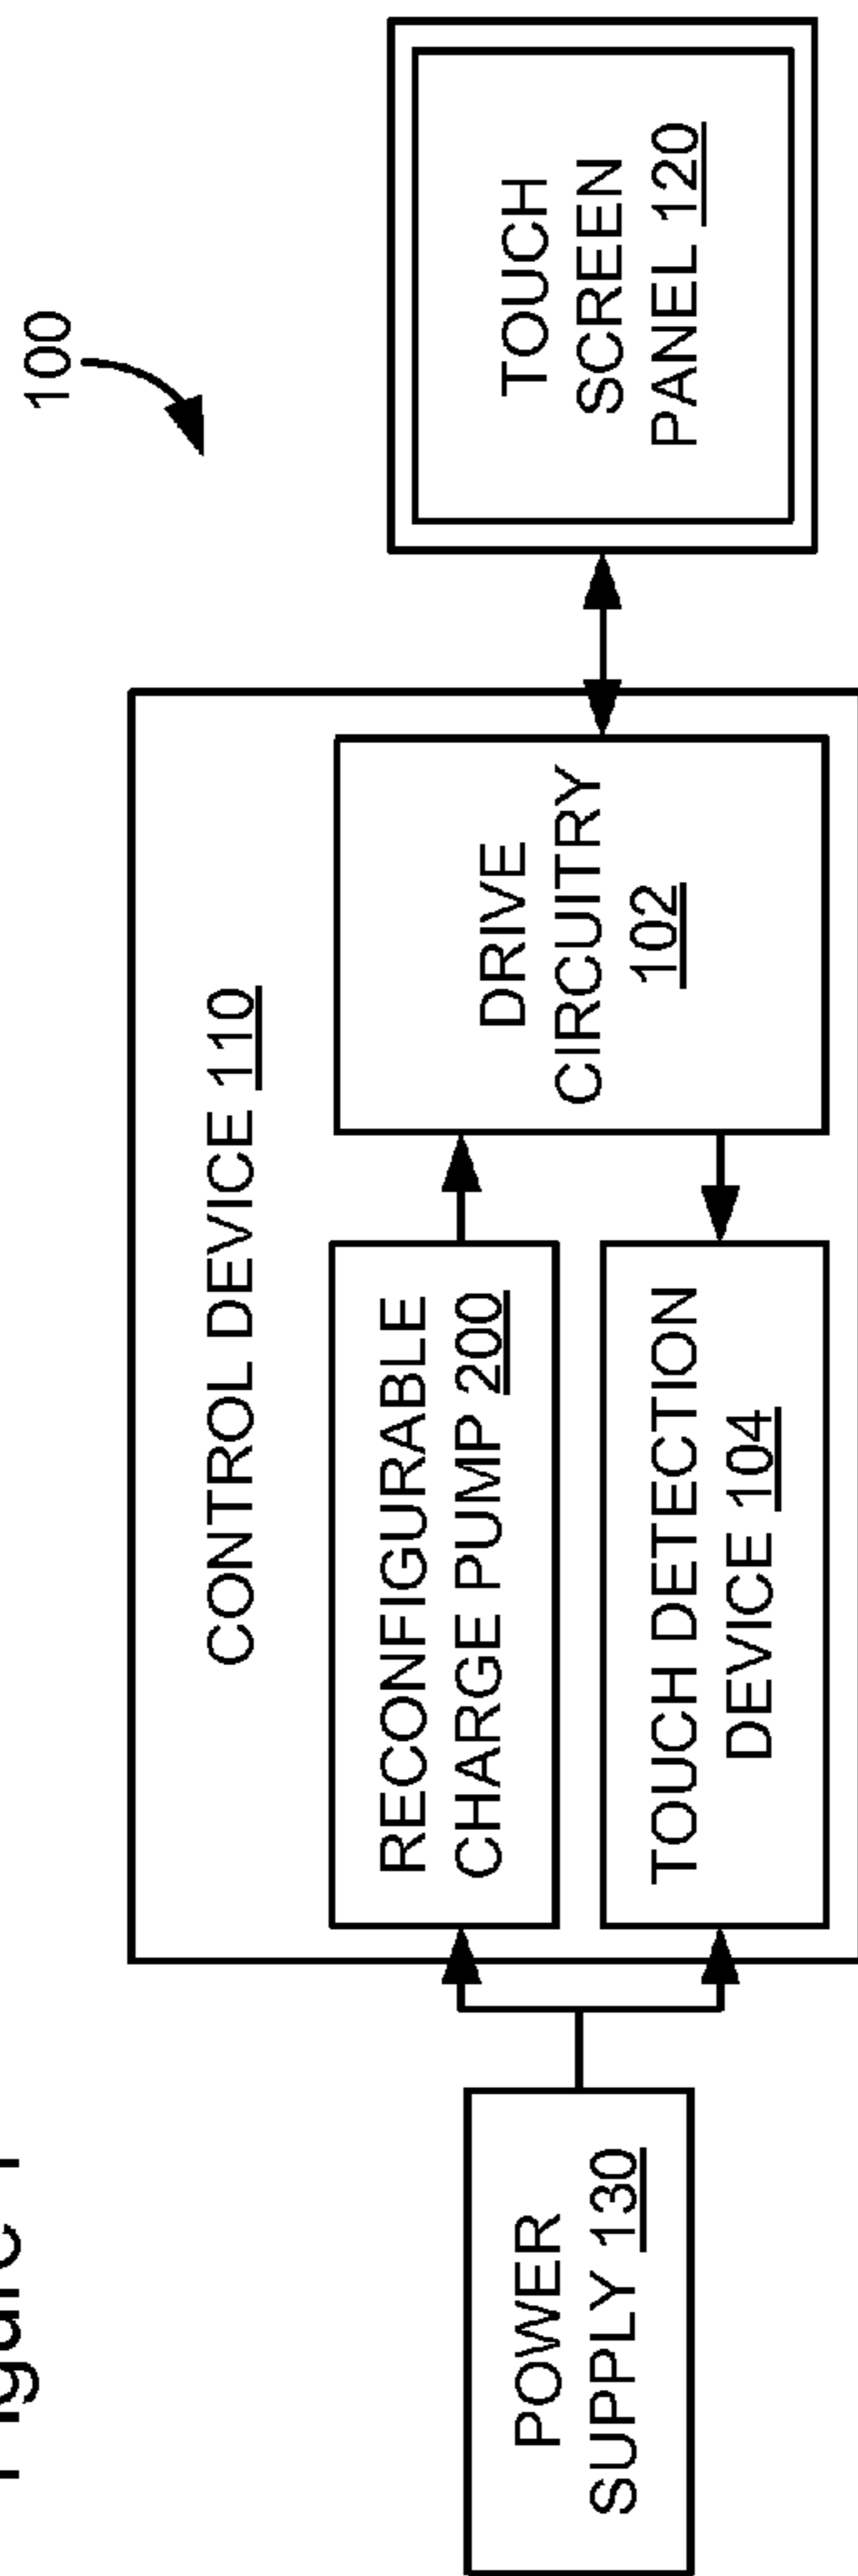 Figure 1
100
CONTROL DEVICE 110
POWER
SUPPLY 130
RECONFIGURABLE
CHARGE PUMP 200
TOUCH DETECTION
DEVICE 104
DRIVE
CIRCUITRY
102
TOUCH
SCREEN
PANEL 120